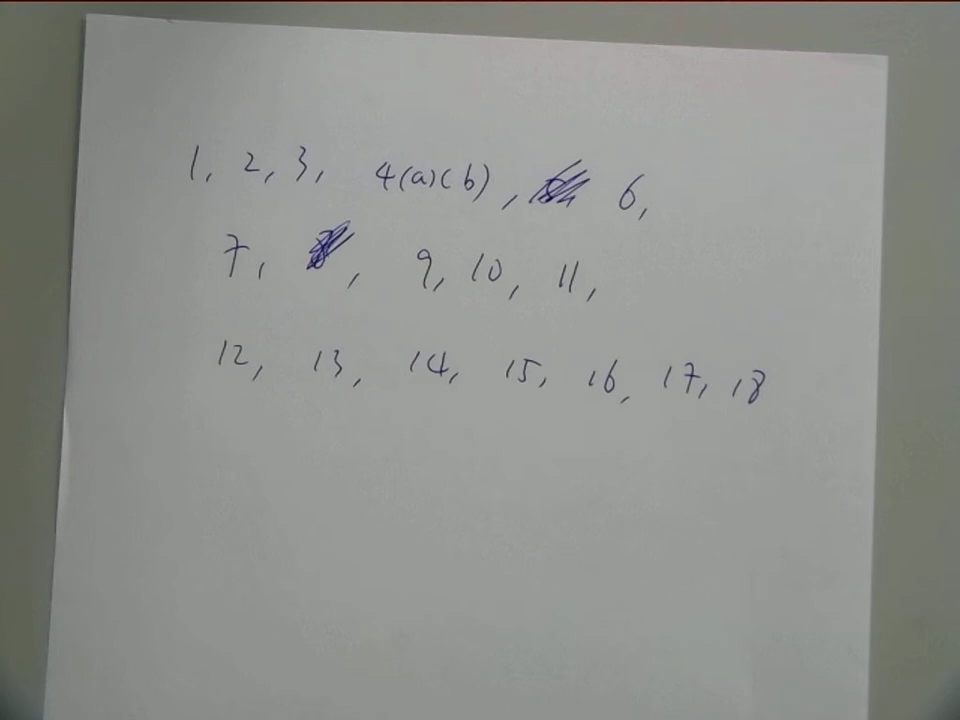 1, 2, 3, 4(a)(b), 6,
7, , 9, 10, 11,
12, 13, 14, 15, 16, 17, 18